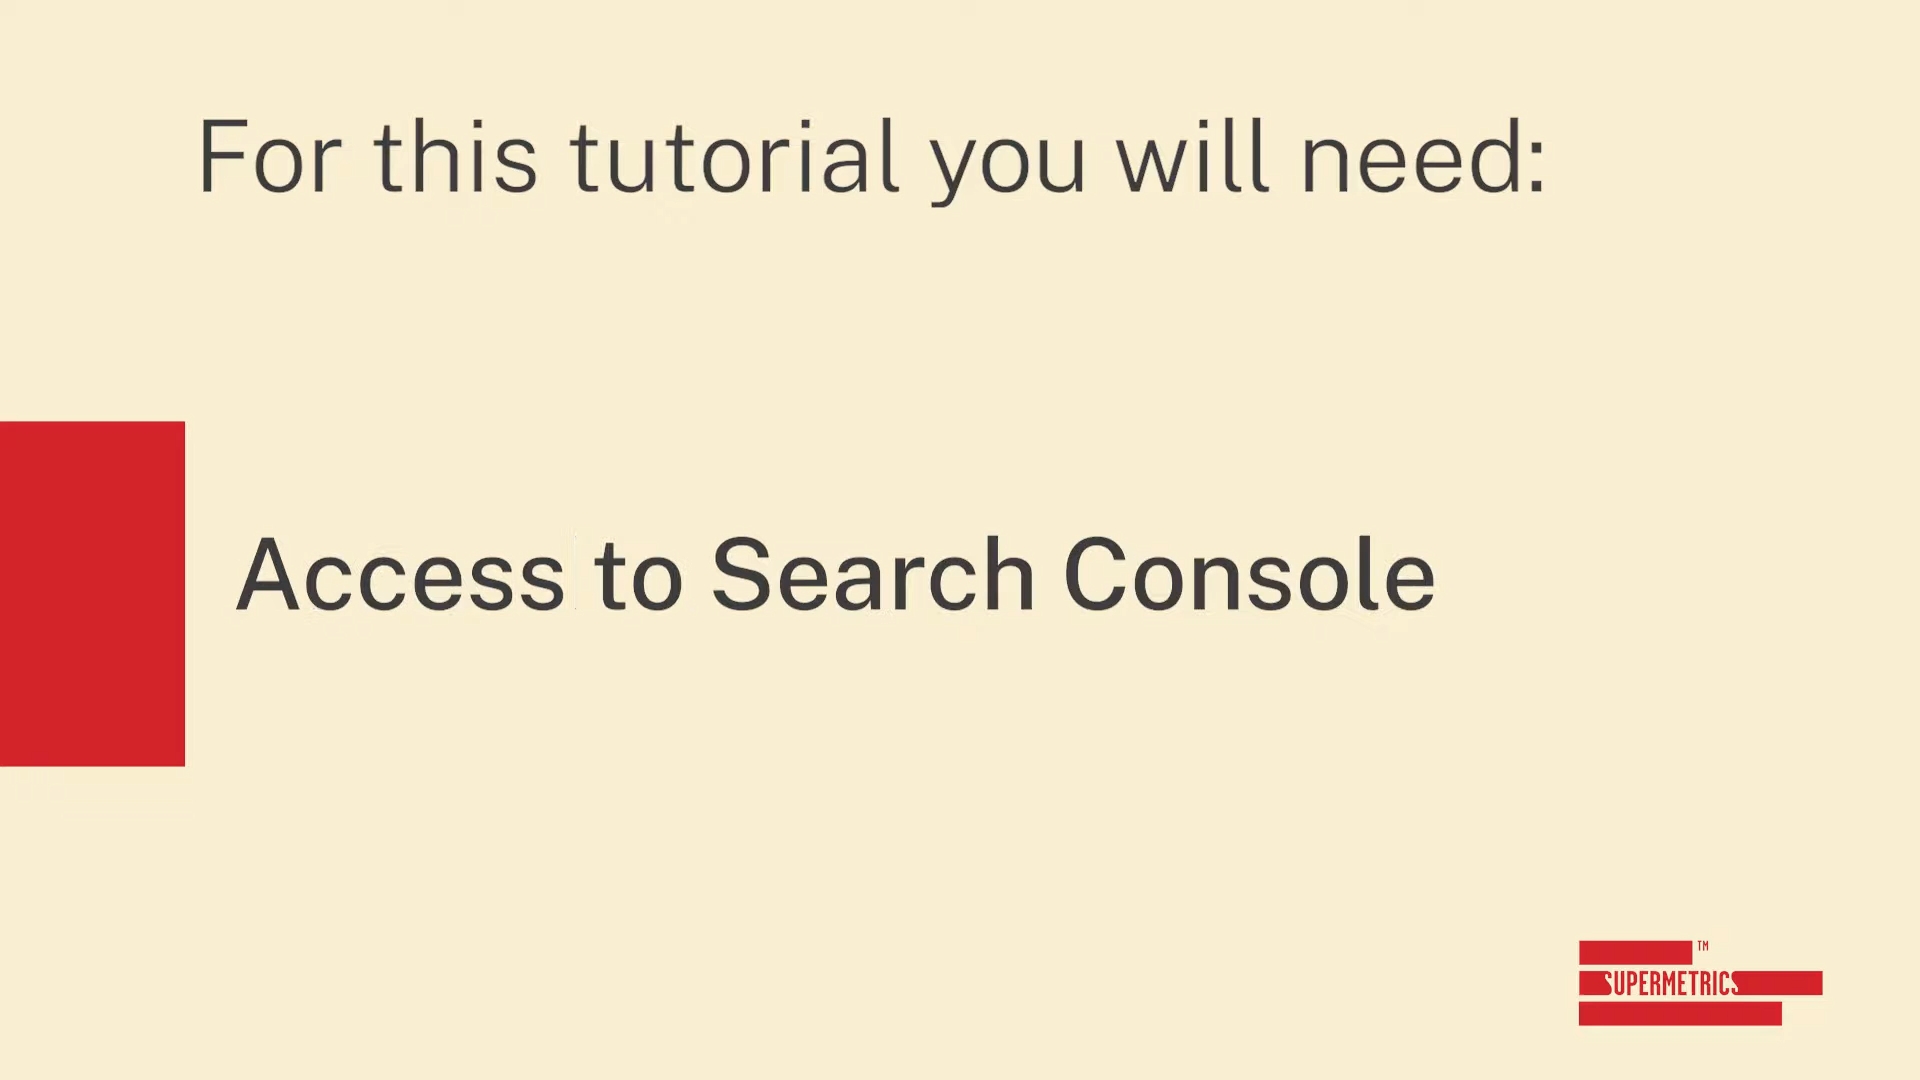 For this tutorial you will need:
Access to Search Console
TM
SUPERMETRICS